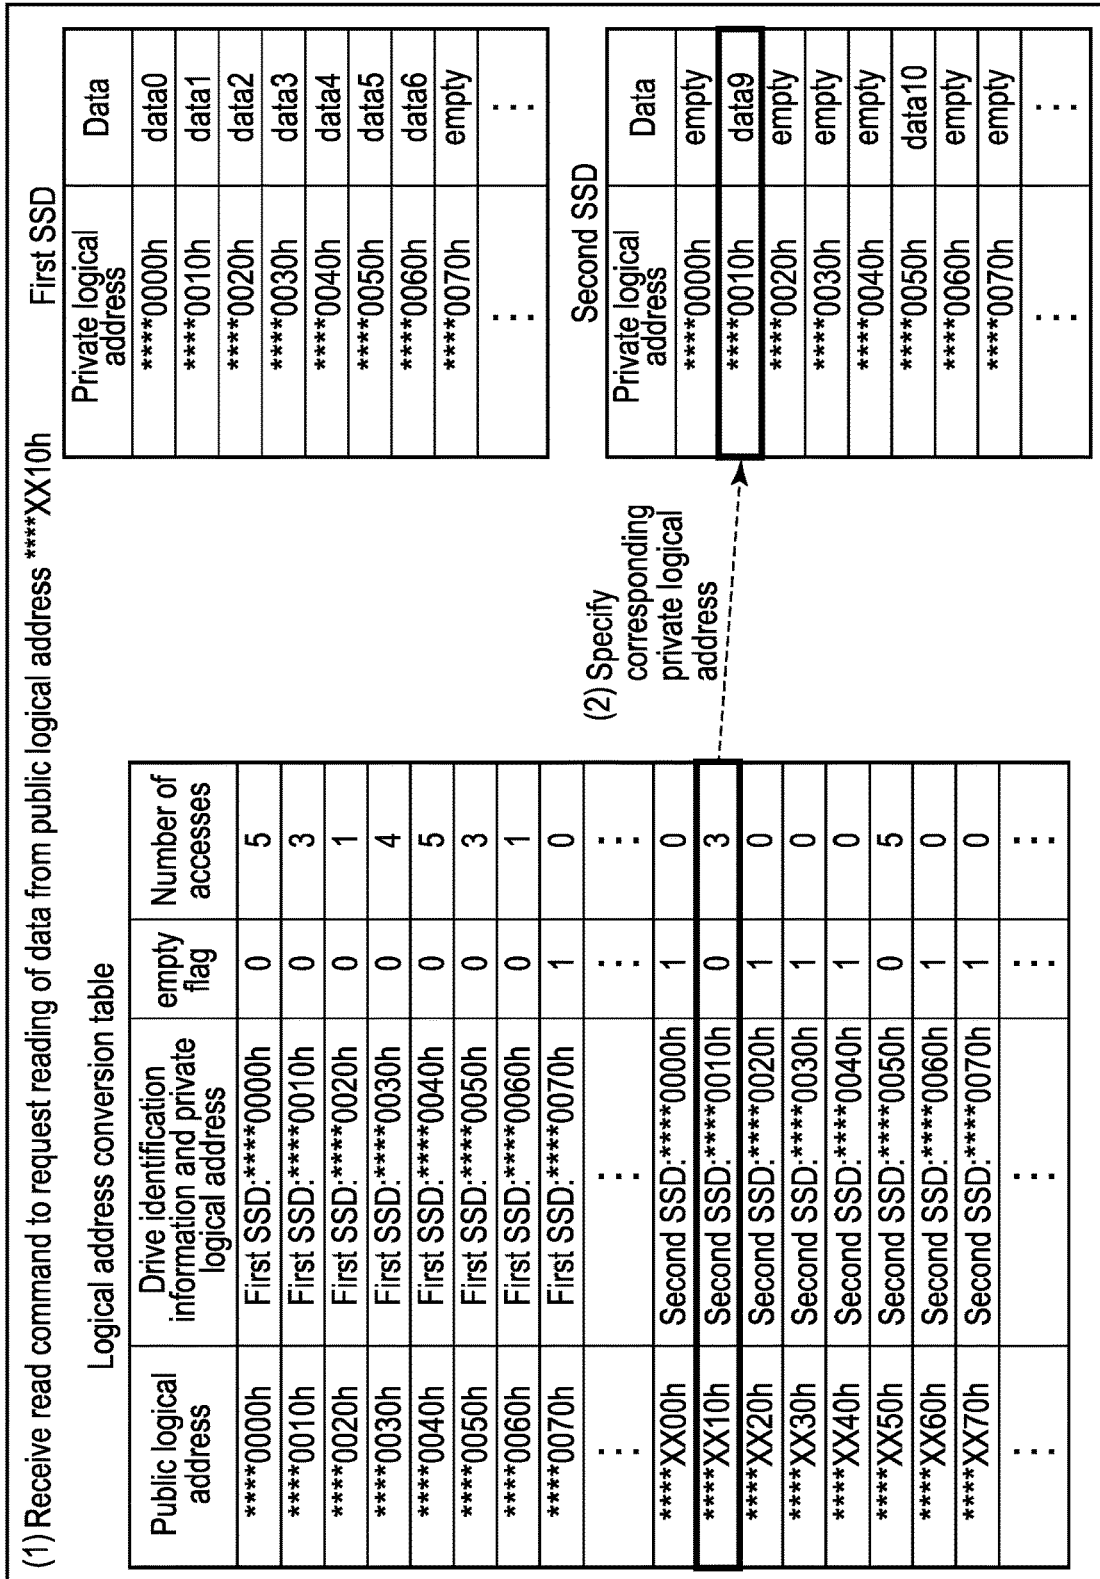 (1) Receive read command to request reading of data from public logical address ****XX10h
Logical address conversion table
Public logical
address
Drive identification
information and private
logical address
empty
flag
Number of
accesses
****0000h First SSD:****0000h 0 5
****0010h First SSD:****0010h 0 3
****0020h First SSD:****0020h 0 1
****0030h First SSD:****0030h 0 4
****0040h First SSD:****0040h 0 5
****0050h First SSD:****0050h 0 3
****0060h First SSD:****0060h 0 1
****0070h First SSD:****0070h 1 0
... ... ... ...
****XX00h Second SSD:****0000h 1 0
****XX10h Second SSD:****0010h 0 3
****XX20h Second SSD:****0020h 1 0
****XX30h Second SSD:****0030h 1 0
****XX40h Second SSD:****0040h 1 0
****XX50h Second SSD:****0050h 0 5
****XX60h Second SSD:****0060h 1 0
****XX70h Second SSD:****0070h 1 0
... ... ... ...
(2) Specify
corresponding
private logical
address
First SSD
Private logical
address
Data
****0000h data0
****0010h data1
****0020h data2
****0030h data3
****0040h data4
****0050h data5
****0060h data6
****0070h empty
... ...
Second SSD
Private logical
address
Data
****0000h empty
****0010h data9
****0020h empty
****0030h empty
****0040h empty
****0050h data10
****0060h empty
****0070h empty
... ...